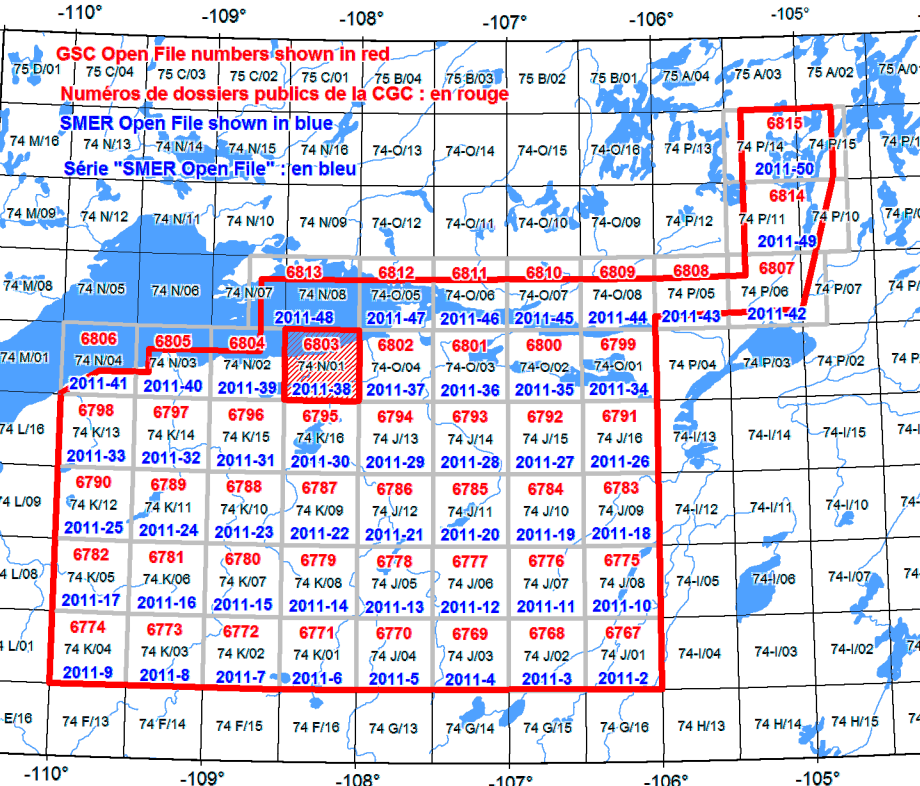 -110° -109° -108° -107° -106° -105°
GSC Open File numbers shown in red
75 D/01 75 C/04 75 C/03 75 C/02 75 C/01 75 B/04 75 B/03 75 B/02 75 B/01 75 A/04 75 A/03 75 A/02 75 A/01
Numéros de dossiers publics de la CGC : en rouge
SMER Open File shown in blue
6815
74 M/16 74 N/13 74 N/14 74 N/15 74 N/16 74-O/13 74-O/14 74-O/15 74-O/16 74 P/13 74 P/14 74 P/15 74 P/1
Série "SMER Open File" : en bleu
2011-50
6814
74 M/09 74 N/12 74 N/11 74 N/10 74 N/09 74-O/12 74-O/11 74-O/10 74-O/09 74 P/12 74 P/11 74 P/10 74 P/0
2011-49
6813 6812 6811 6810 6809 6808 6807
74 M/08 74 N/05 74 N/06 74 N/07 74 N/08 74-O/05 74-O/06 74-O/07 74-O/08 74 P/05 74 P/06 74 P/07 74 P/
2011-48 2011-47 2011-46 2011-45 2011-44 2011-43 2011-42
6806 6805 6804 6803 6802 6801 6800 6799
74 M/01 74 N/04 74 N/03 74 N/02 74 N/01 74-O/04 74-O/03 74-O/02 74-O/01 74 P/04 74 P/03 74 P/02 74 P/
2011-41 2011-40 2011-39 2011-38 2011-37 2011-36 2011-35 2011-34
6798 6797 6796 6795 6794 6793 6792 6791
74 L/16 74 K/13 74 K/14 74 K/15 74 K/16 74 J/13 74 J/14 74 J/15 74 J/16 74-I/13 74-I/14 74-I/15 74-I
2011-33 2011-32 2011-31 2011-30 2011-29 2011-28 2011-27 2011-26
6790 6789 6788 6787 6786 6785 6784 6783
74 L/09 74 K/12 74 K/11 74 K/10 74 K/09 74 J/12 74 J/11 74 J/10 74 J/09 74-I/12 74-I/11 74-I/10 74-
2011-25 2011-24 2011-23 2011-22 2011-21 2011-20 2011-19 2011-18
6782 6781 6780 6779 6778 6777 6776 6775
4 L/08 74 K/05 74 K/06 74 K/07 74 K/08 74 J/05 74 J/06 74 J/07 74 J/08 74-I/05 74-I/06 74-I/07 74-
2011-17 2011-16 2011-15 2011-14 2011-13 2011-12 2011-11 2011-10
6774 6773 6772 6771 6770 6769 6768 6767
4 L/01 74 K/04 74 K/03 74 K/02 74 K/01 74 J/04 74 J/03 74 J/02 74 J/01 74-I/04 74-I/03 74-I/02 74
2011-9 2011-8 2011-7 2011-6 2011-5 2011-4 2011-3 2011-2
E/16 74 F/13 74 F/14 74 F/15 74 F/16 74 G/13 74 G/14 74 G/15 74 G/16 74 H/13 74 H/14 74 H/15 74
-110° -109° -108° -107° -106° -105°